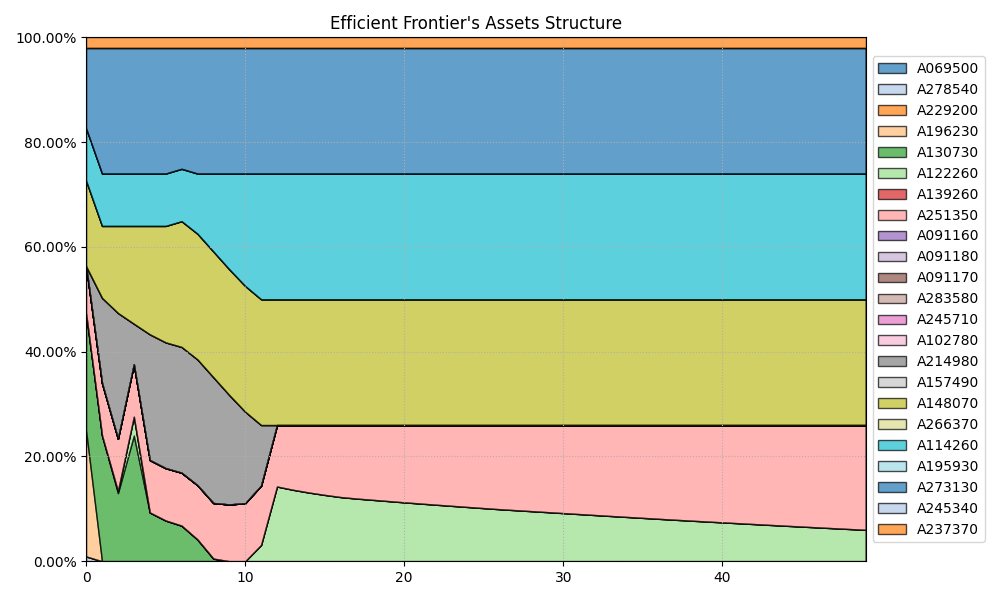 Efficient Frontier's Assets Structure
100.00%
80.00%
60.00%
40.00%
20.00%
0.00%
0
10
20
30
40
A069500
A278540
A229200
A196230
A130730
A122260
A139260
A251350
A091160
A091180
A091170
A283580
A245710
A102780
A214980
A157490
A148070
A266370
A114260
A195930
A273130
A245340
A237370